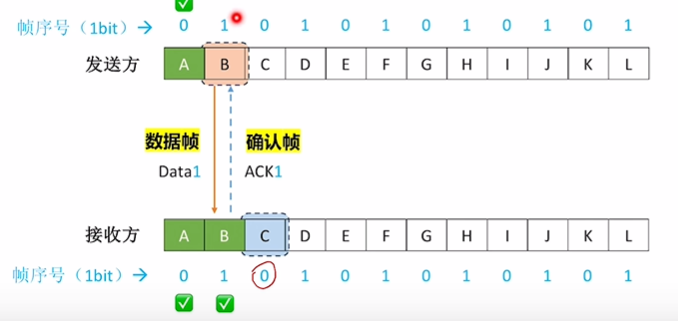 帧序号（1bit）→ 0 1 0 1 0 1 0 1 0 1 0 1
发送方 A B C D E F G H I J K L
数据帧 确认帧
Data1 ACK1
接收方 A B C D E F G H I J K L
帧序号（1bit）→ 0 1 0 1 0 1 0 1 0 1 0 1